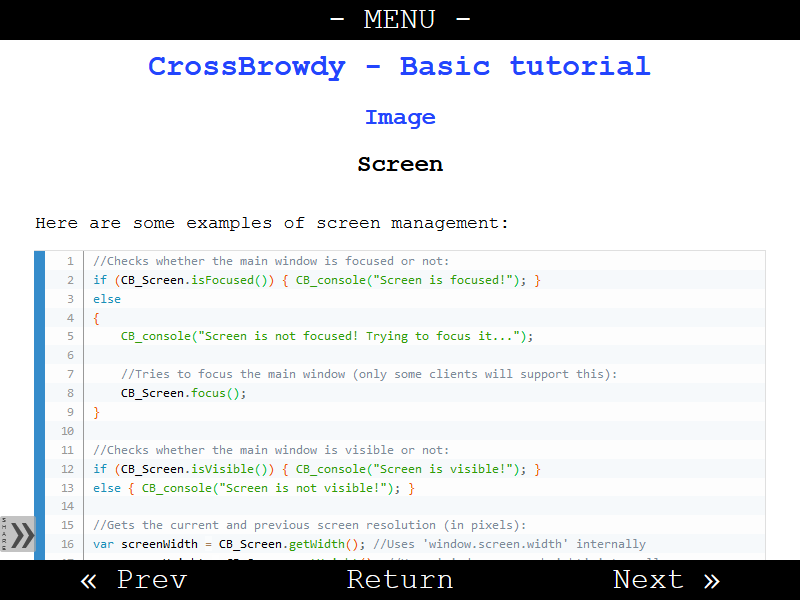 - MENU -
CrossBrowdy - Basic tutorial
Image
Screen
Here are some examples of screen management:
1 //Checks whether the main window is focused or not:
2 if (CB_Screen.isFocused()) { CB_console("Screen is focused!"); }
3 else
4 {
5 CB_console("Screen is not focused! Trying to focus it...");
6
7 //Tries to focus the main window (only some clients will support this):
8 CB_Screen.focus();
9 }
10
11 //Checks whether the main window is visible or not:
12 if (CB_Screen.isVisible()) { CB_console("Screen is visible!"); }
13 else { CB_console("Screen is not visible!"); }
14
15 //Gets the current and previous screen resolution (in pixels):
16 var screenWidth = CB_Screen.getWidth(); //Uses 'window.screen.width' internally
SHARE »
« Prev Return Next »